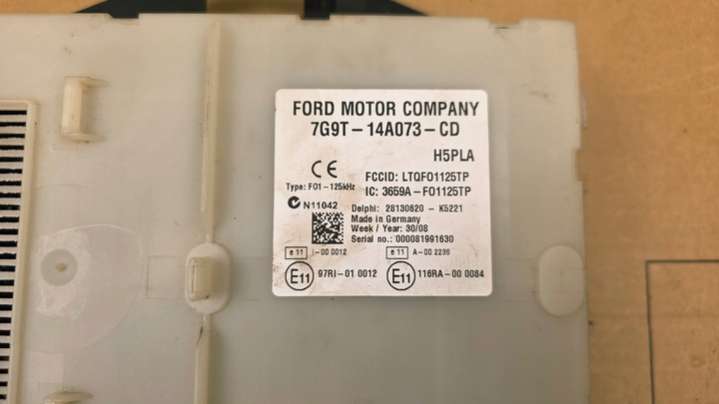 FORD MOTOR COMPANY
7G9T-14A073-CD
H5PLA
CE
FCCID: LTQFO1125TP
Type: FO1-125kHz
IC: 3659A-FO1125TP
N11042
Delphi: 28130620 - K5221
Made in Germany
Week / Year: 30/08
Serial no.: 000081991630
e 11 I-00 0012
e 11 A-00 2236
E11 97RI-01 0012
E11 116RA-00 0084